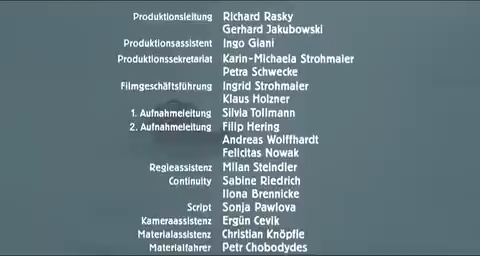 Produktionsleitung Richard Rasky
Gerhard Jakubowski
Produktionsassistent Ingo Giani
Produktionssekretariat Karin-Michaela Strohmaier
Petra Schwecke
Filmgeschäftsführung Ingrid Strohmaier
Klaus Holzner
1. Aufnahmeleitung Silvia Tollmann
2. Aufnahmeleitung Filip Hering
Andreas Wolffhardt
Felicitas Nowak
Regieassistenz Milan Steindler
Continuity Sabine Riedrich
Ilona Brennicke
Script Sonja Pawlova
Kameraassistenz Ergün Cevik
Materialassistenz Christian Knöpfle
Materialfahrer Petr Chobodydes